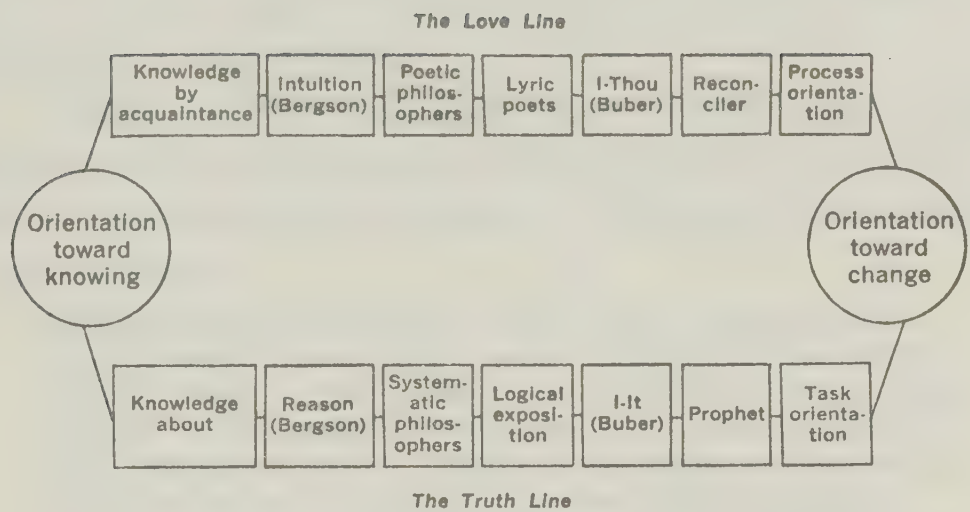 The Love Line
Knowledge
by
acquaintance
Intuition
(Bergson)
Poetic
philos-
ophers
Lyric
poets
I-Thou
(Buber)
Recon-
ciler
Process
orienta-
tion
Orientation
toward
knowing
Orientation
toward
change
Knowledge
about
Reason
(Bergson)
System-
atic
philos-
ophers
Logical
exposi-
tion
I-It
(Buber)
Prophet
Task
orienta-
tion
The Truth Line